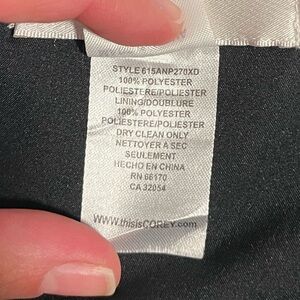 STYLE 615ANP270XD
100% POLYESTER
POLIESTERE/POLIESTER
LINING/DOUBLURE
100% POLYESTER
POLIESTERE/POLIESTER
DRY CLEAN ONLY
NETTOYER A SEC
SEULEMENT
HECHO EN CHINA
RN 66170
CA 32054
WWW.thisisCOREY.com